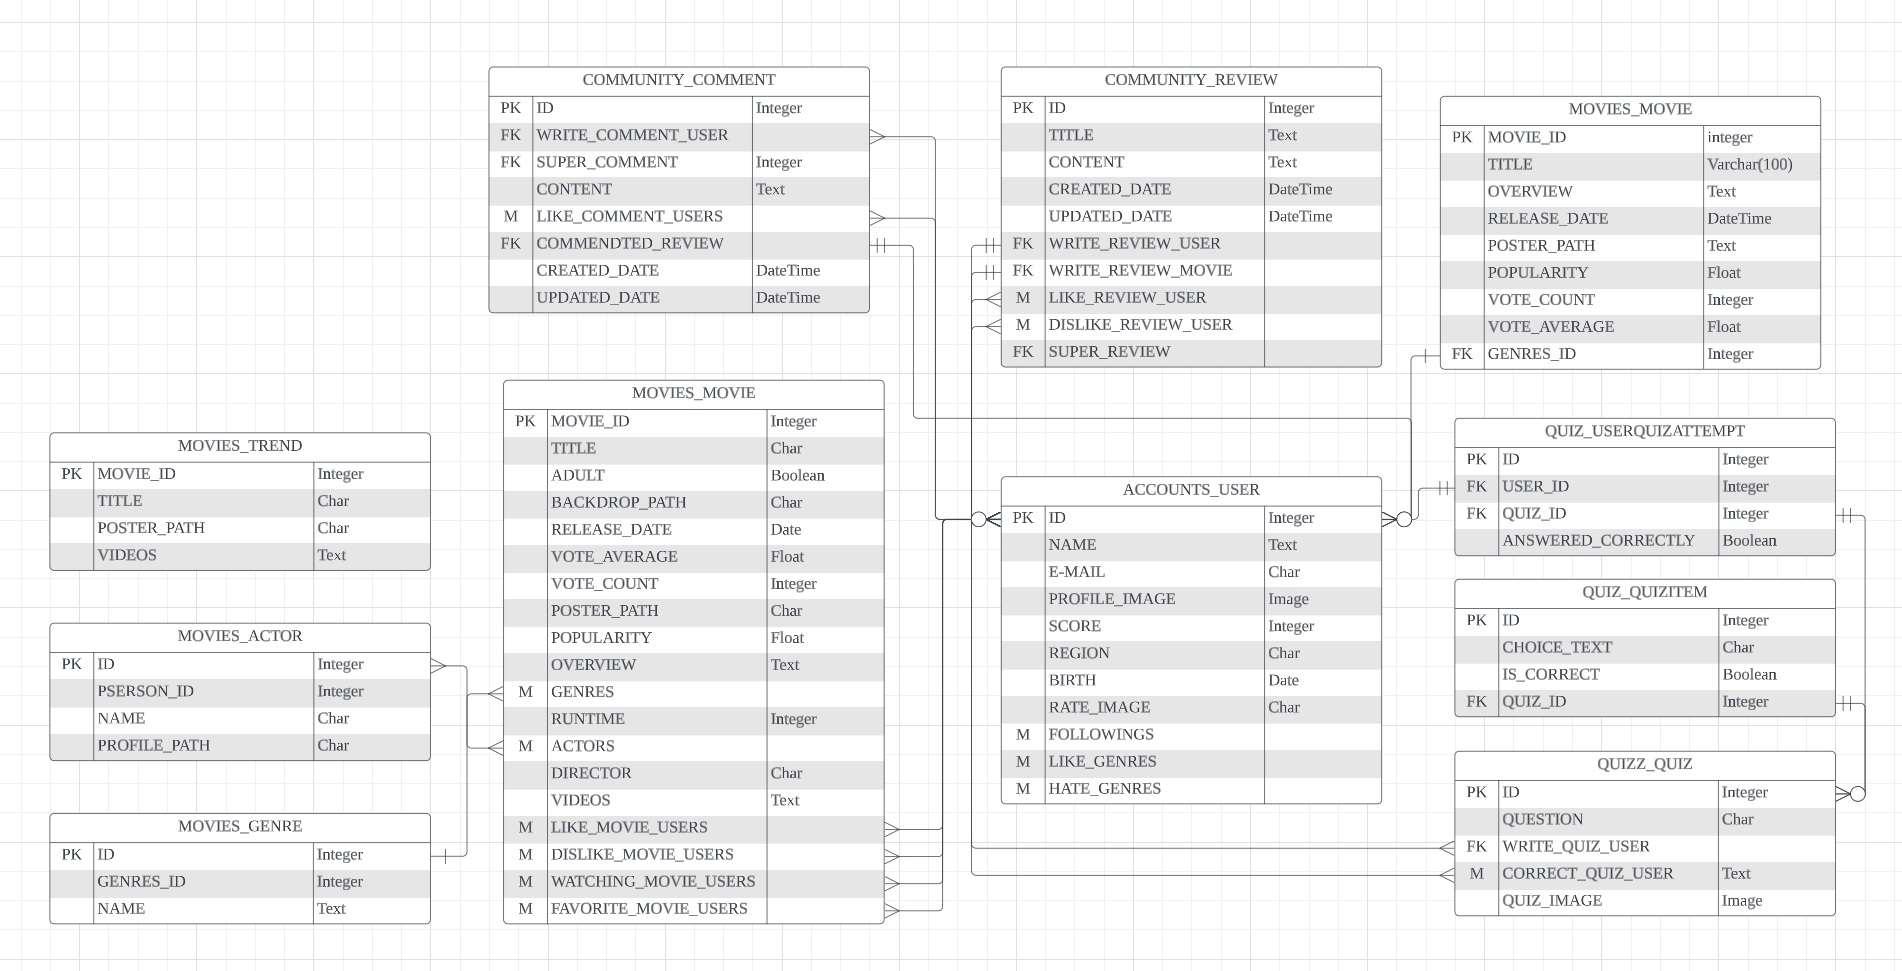 COMMUNITY_COMMENT
PK ID Integer
FK WRITE_COMMENT_USER
FK SUPER_COMMENT Integer
CONTENT Text
M LIKE_COMMENT_USERS
FK COMMENDTED_REVIEW
CREATED_DATE DateTime
UPDATED_DATE DateTime
COMMUNITY_REVIEW
PK ID Integer
TITLE Text
CONTENT Text
CREATED_DATE DateTime
UPDATED_DATE DateTime
FK WRITE_REVIEW_USER
FK WRITE_REVIEW_MOVIE
M LIKE_REVIEW_USER
M DISLIKE_REVIEW_USER
FK SUPER_REVIEW
MOVIES_MOVIE
PK MOVIE_ID integer
TITLE Varchar(100)
OVERVIEW Text
RELEASE_DATE DateTime
POSTER_PATH Text
POPULARITY Float
VOTE_COUNT Integer
VOTE_AVERAGE Float
FK GENRES_ID Integer
MOVIES_TREND
PK MOVIE_ID Integer
TITLE Char
POSTER_PATH Char
VIDEOS Text
MOVIES_ACTOR
PK ID Integer
PSERSON_ID Integer
NAME Char
PROFILE_PATH Char
MOVIES_GENRE
PK ID Integer
GENRES_ID Integer
NAME Text
MOVIES_MOVIE
PK MOVIE_ID Integer
TITLE Char
ADULT Boolean
BACKDROP_PATH Char
RELEASE_DATE Date
VOTE_AVERAGE Float
VOTE_COUNT Integer
POSTER_PATH Char
POPULARITY Float
OVERVIEW Text
M GENRES
RUNTIME Integer
M ACTORS
DIRECTOR Char
VIDEOS Text
M LIKE_MOVIE_USERS
M DISLIKE_MOVIE_USERS
M WATCHING_MOVIE_USERS
M FAVORITE_MOVIE_USERS
ACCOUNTS_USER
PK ID Integer
NAME Text
E-MAIL Char
PROFILE_IMAGE Image
SCORE Integer
REGION Char
BIRTH Date
RATE_IMAGE Char
M FOLLOWINGS
M LIKE_GENRES
M HATE_GENRES
QUIZ_USERQUIZATTEMPT
PK ID Integer
FK USER_ID Integer
FK QUIZ_ID Integer
ANSWERED_CORRECTLY Boolean
QUIZ_QUIZITEM
PK ID Integer
CHOICE_TEXT Char
IS_CORRECT Boolean
FK QUIZ_ID Integer
QUIZZ_QUIZ
PK ID Integer
QUESTION Char
FK WRITE_QUIZ_USER
M CORRECT_QUIZ_USER Text
QUIZ_IMAGE Image